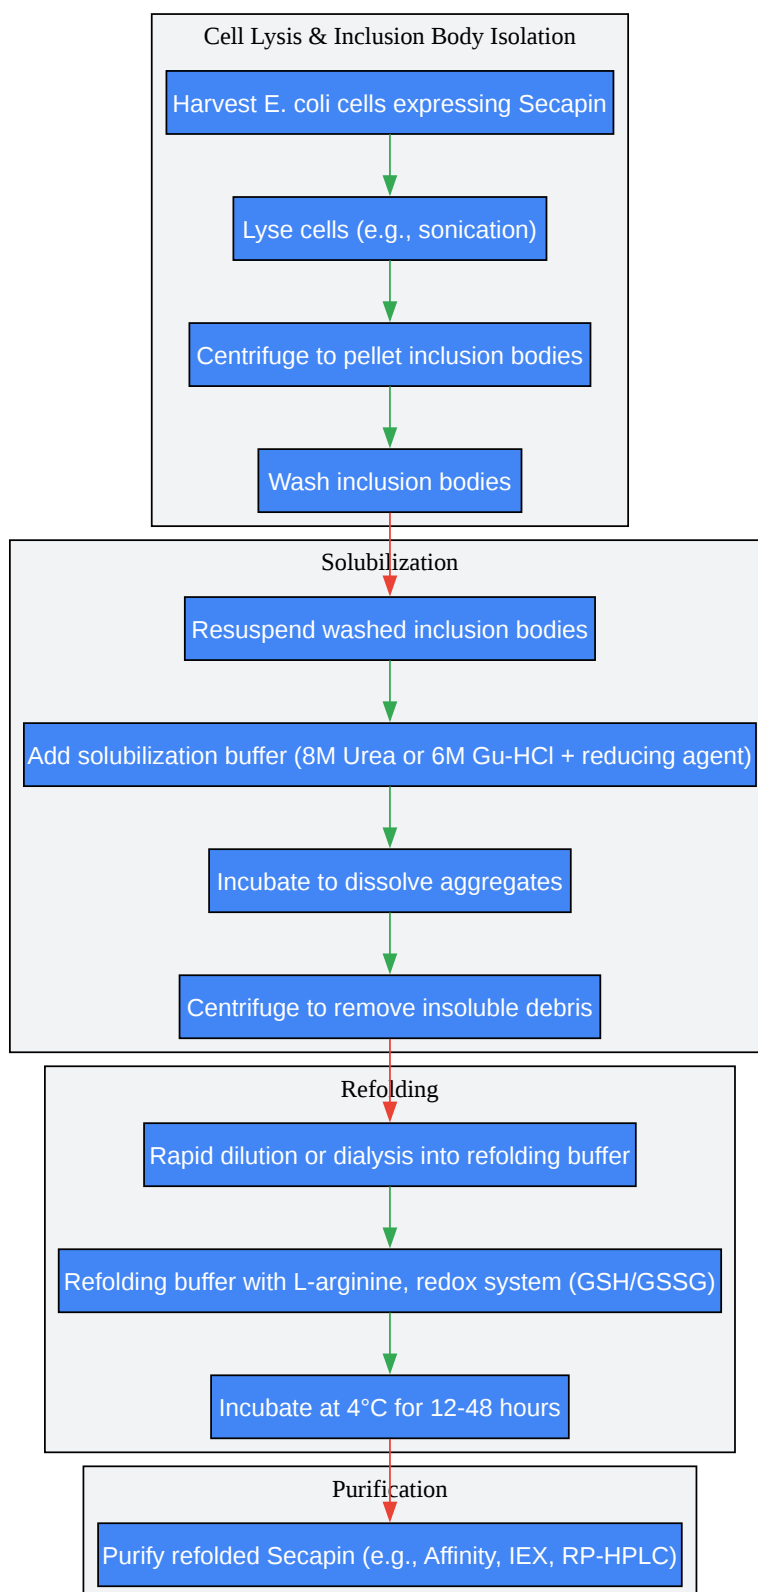 Cell Lysis & Inclusion Body Isolation
Harvest E. coli cells expressing Secapin
Lyse cells (e.g., sonication)
Centrifuge to pellet inclusion bodies
Wash inclusion bodies
Solubilization
Resuspend washed inclusion bodies
Add solubilization buffer (8M Urea or 6M Gu-HCl + reducing agent)
Incubate to dissolve aggregates
Centrifuge to remove insoluble debris
Refolding
Rapid dilution or dialysis into refolding buffer
Refolding buffer with L-arginine, redox system (GSH/GSSG)
Incubate at 4°C for 12-48 hours
Purification
Purify refolded Secapin (e.g., Affinity, IEX, RP-HPLC)